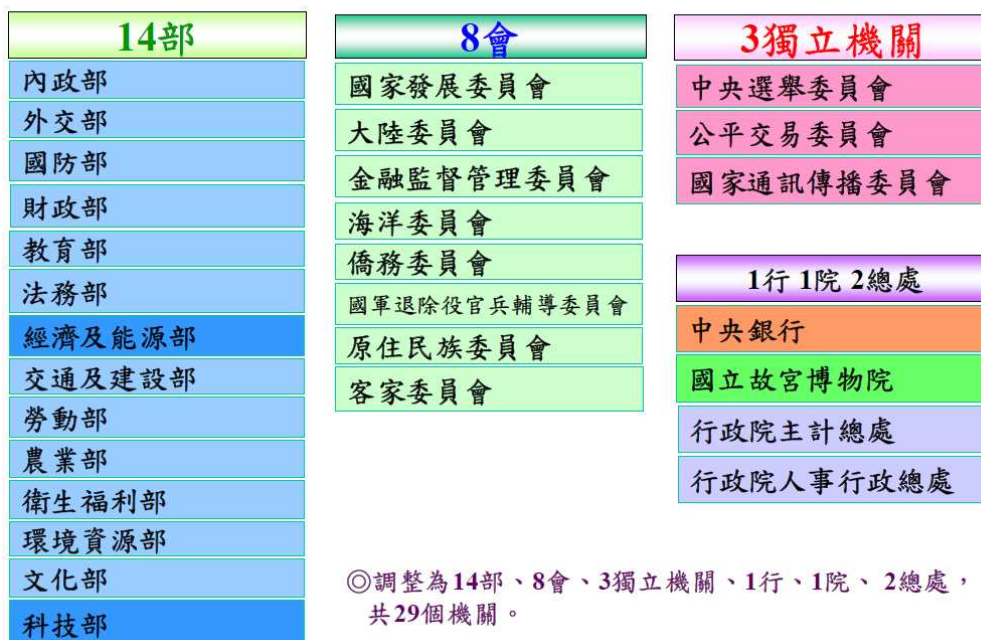 14部
內政部
外交部
國防部
財政部
教育部
法務部
經濟及能源部
交通及建設部
勞動部
農業部
衛生福利部
環境資源部
文化部
科技部
8會
國家發展委員會
大陸委員會
金融監督管理委員會
海洋委員會
僑務委員會
國軍退除役官兵輔導委員會
原住民族委員會
客家委員會
3獨立機關
中央選舉委員會
公平交易委員會
國家通訊傳播委員會
1行 1院 2總處
中央銀行
國立故宮博物院
行政院主計總處
行政院人事行政總處
◎調整為14部、8會、3獨立機關、1行、1院、 2總處，
共29個機關。